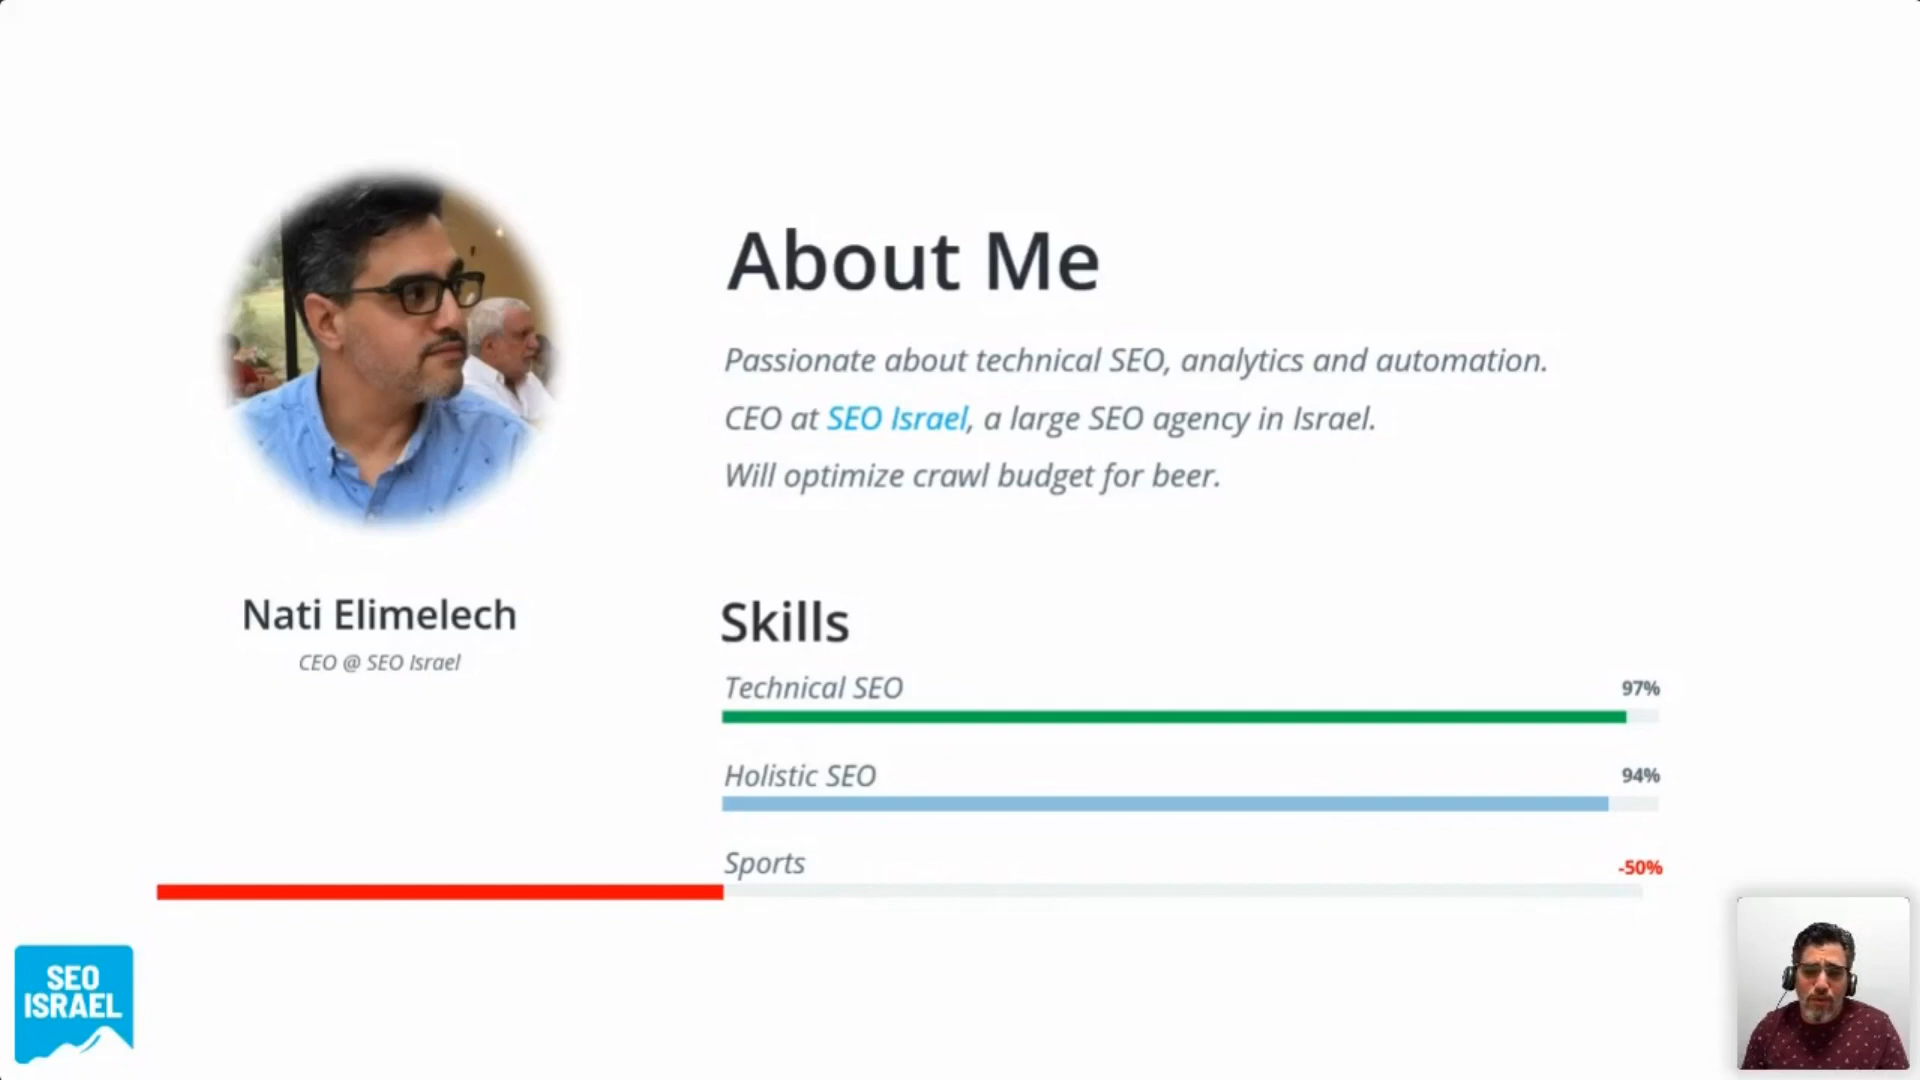 About Me
Passionate about technical SEO, analytics and automation.
CEO at SEO Israel, a large SEO agency in Israel.
Will optimize crawl budget for beer.
Nati Elimelech
CEO @ SEO Israel
Skills
Technical SEO 97%
Holistic SEO 94%
Sports -50%
SEO
ISRAEL